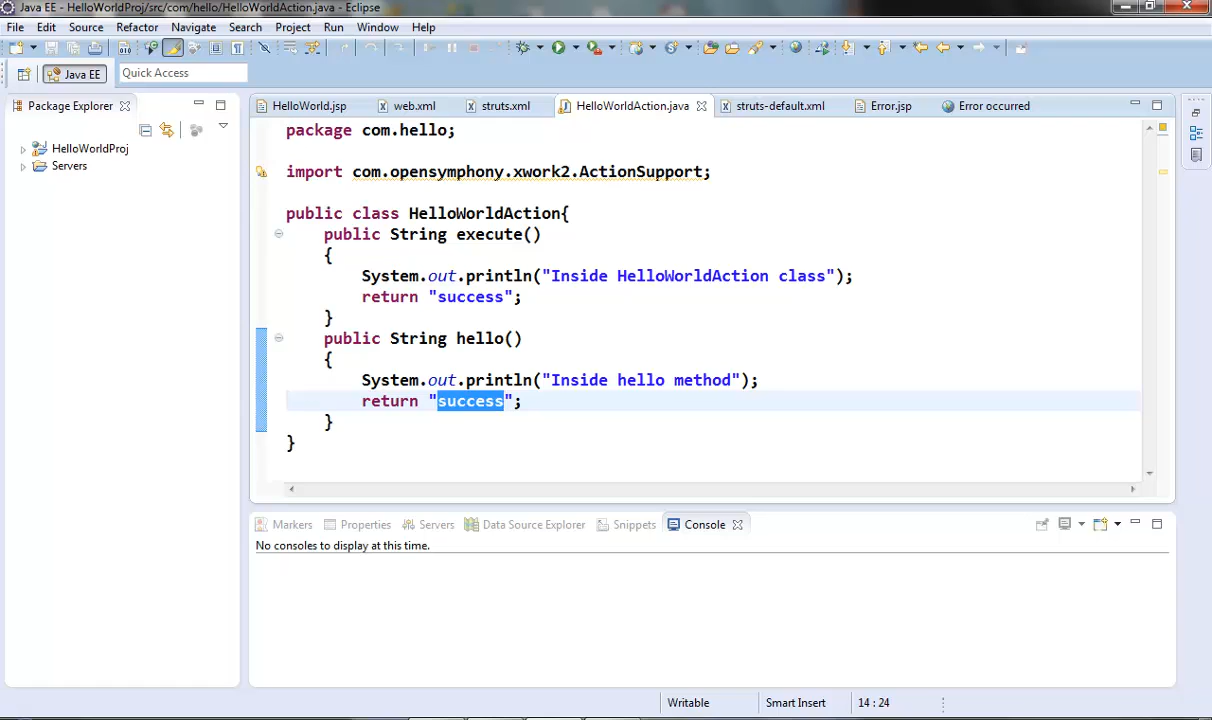 Java EE - HelloWorldProj/src/com/hello/HelloWorldAction.java - Eclipse
File Edit Source Refactor Navigate Search Project Run Window Help
Java EE
Quick Access
Package Explorer
HelloWorldProj
Servers
HelloWorld.jsp
web.xml
struts.xml
HelloWorldAction.java
struts-default.xml
Error.jsp
Error occurred
package com.hello;
import com.opensymphony.xwork2.ActionSupport;
public class HelloWorldAction{
public String execute()
{
System.out.println("Inside HelloWorldAction class");
return "success";
}
public String hello()
{
System.out.println("Inside hello method");
return "success";
}
}
Markers
Properties
Servers
Data Source Explorer
Snippets
Console
No consoles to display at this time.
Writable
Smart Insert
14 : 24